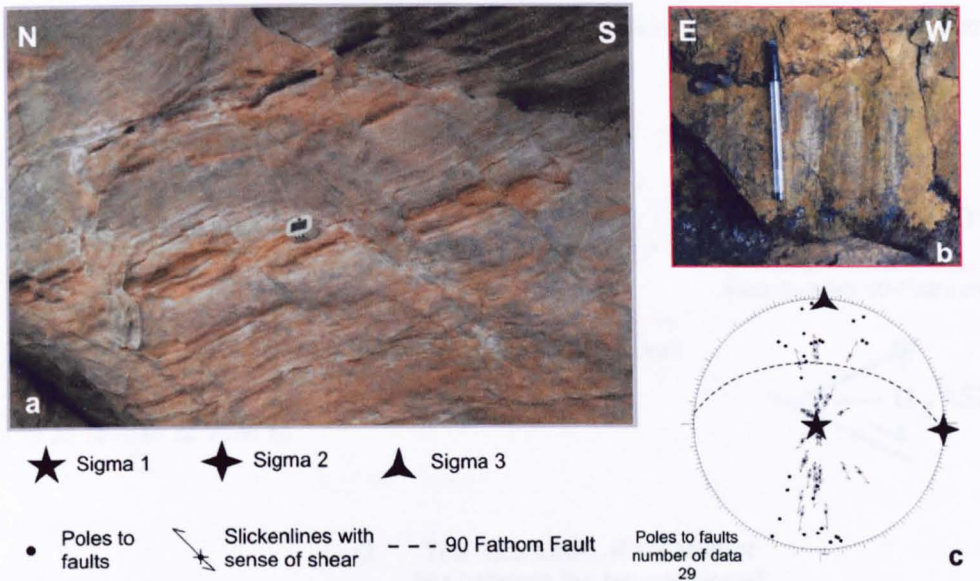 N
S
a
E
W
b
Sigma 1
Sigma 2
Sigma 3
Poles to
faults
Slickenlines with
sense of shear
90 Fathom Fault
Poles to faults
number of data
29
c